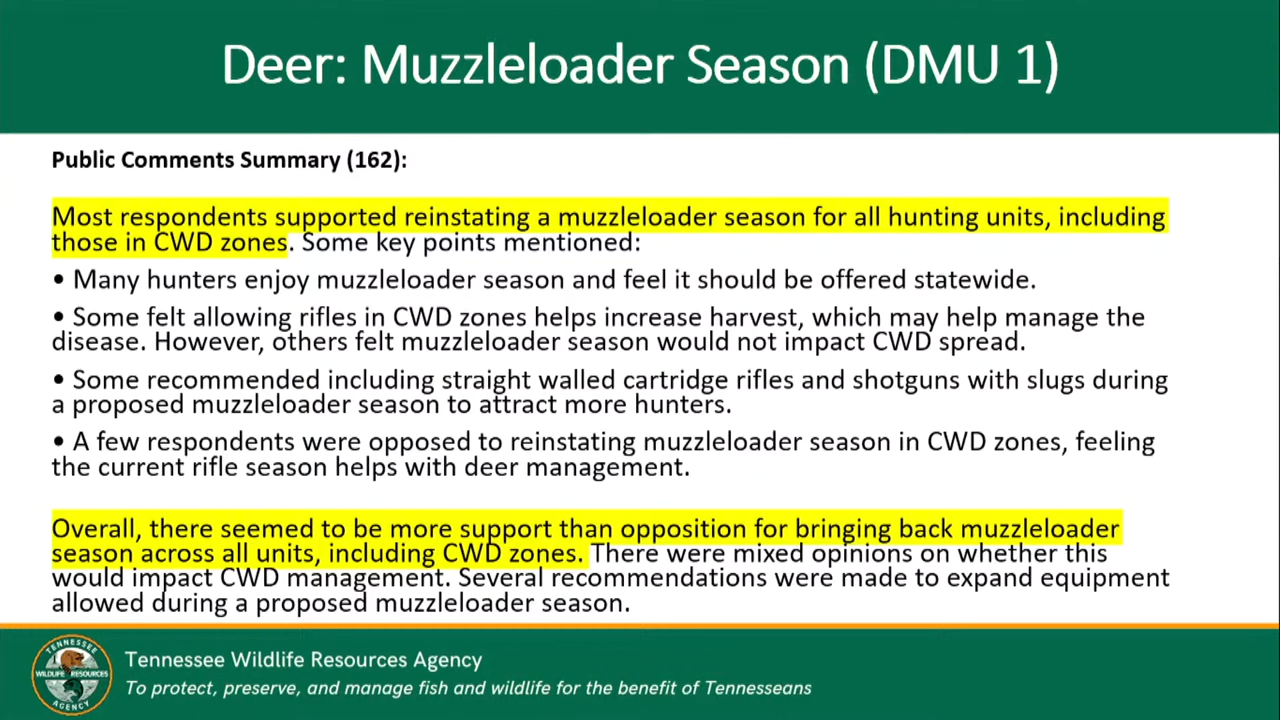 Deer: Muzzleloader Season (DMU 1)
Public Comments Summary (162):
Most respondents supported reinstating a muzzleloader season for all hunting units, including
those in CWD zones. Some key points mentioned:
• Many hunters enjoy muzzleloader season and feel it should be offered statewide.
• Some felt allowing rifles in CWD zones helps increase harvest, which may help manage the
disease. However, others felt muzzleloader season would not impact CWD spread.
• Some recommended including straight walled cartridge rifles and shotguns with slugs during
a proposed muzzleloader season to attract more hunters.
• A few respondents were opposed to reinstating muzzleloader season in CWD zones, feeling
the current rifle season helps with deer management.
Overall, there seemed to be more support than opposition for bringing back muzzleloader
season across all units, including CWD zones. There were mixed opinions on whether this
would impact CWD management. Several recommendations were made to expand equipment
allowed during a proposed muzzleloader season.
TENNESSEE
WILDLIFE RESOURCES
AGENCY
Tennessee Wildlife Resources Agency
To protect, preserve, and manage fish and wildlife for the benefit of Tennesseans